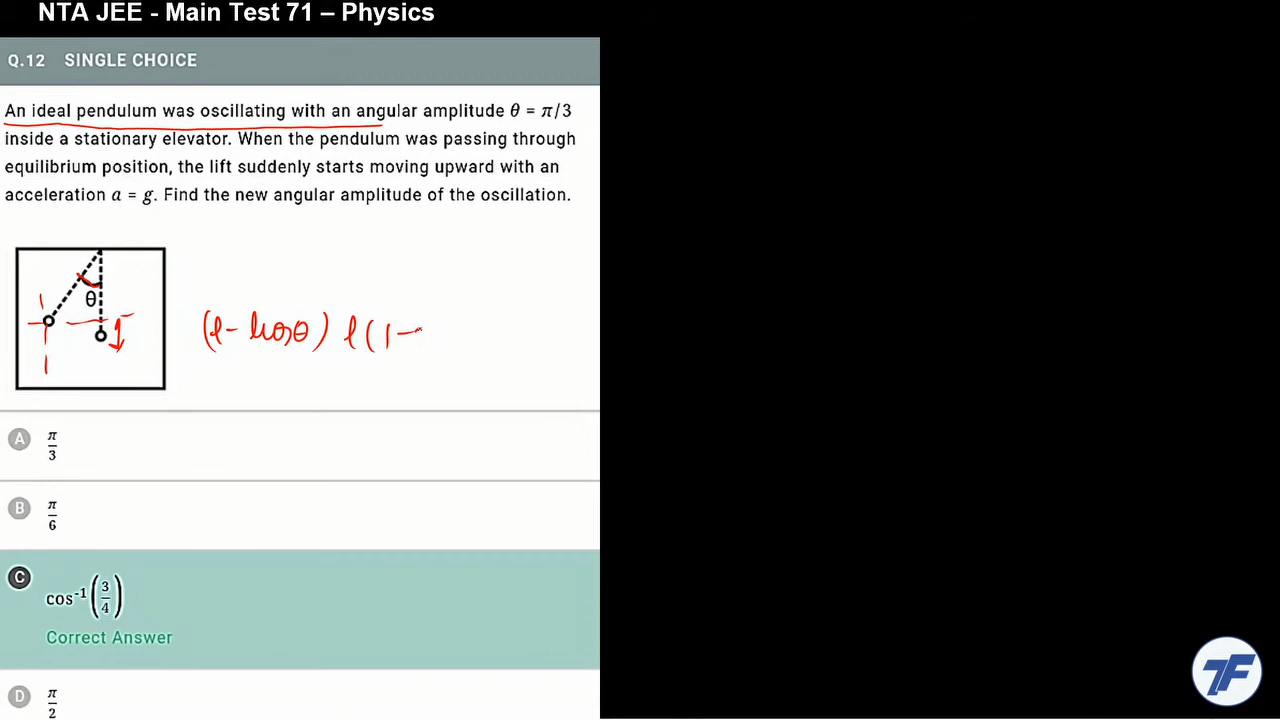 NTA JEE - Main Test 71 – Physics
Q.12 SINGLE CHOICE
An ideal pendulum was oscillating with an angular amplitude θ = π/3
inside a stationary elevator. When the pendulum was passing through
equilibrium position, the lift suddenly starts moving upward with an
acceleration a = g. Find the new angular amplitude of the oscillation.
θ
(l - lcosθ) l(1-
A π/3
B π/6
C cos⁻¹(3/4)
Correct Answer
D π/2
TF